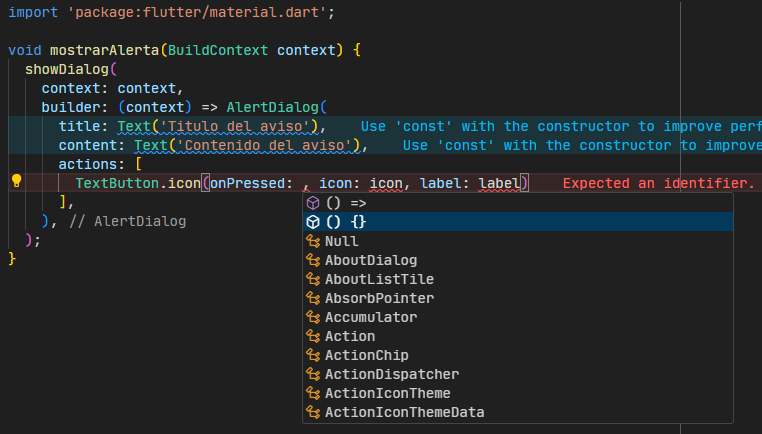 import 'package:flutter/material.dart';
void mostrarAlerta(BuildContext context) {
showDialog(
context: context,
builder: (context) => AlertDialog(
title: Text('Titulo del aviso'), Use 'const' with the constructor to improve perf
content: Text('Contenido del aviso'), Use 'const' with the constructor to improve
actions: [
TextButton.icon(onPressed: , icon: icon, label: label) Expected an identifier.
],
), // AlertDialog
);
}
() =>
() {}
Null
AboutDialog
AboutListTile
AbsorbPointer
Accumulator
Action
ActionChip
ActionDispatcher
ActionIconTheme
ActionIconThemeData